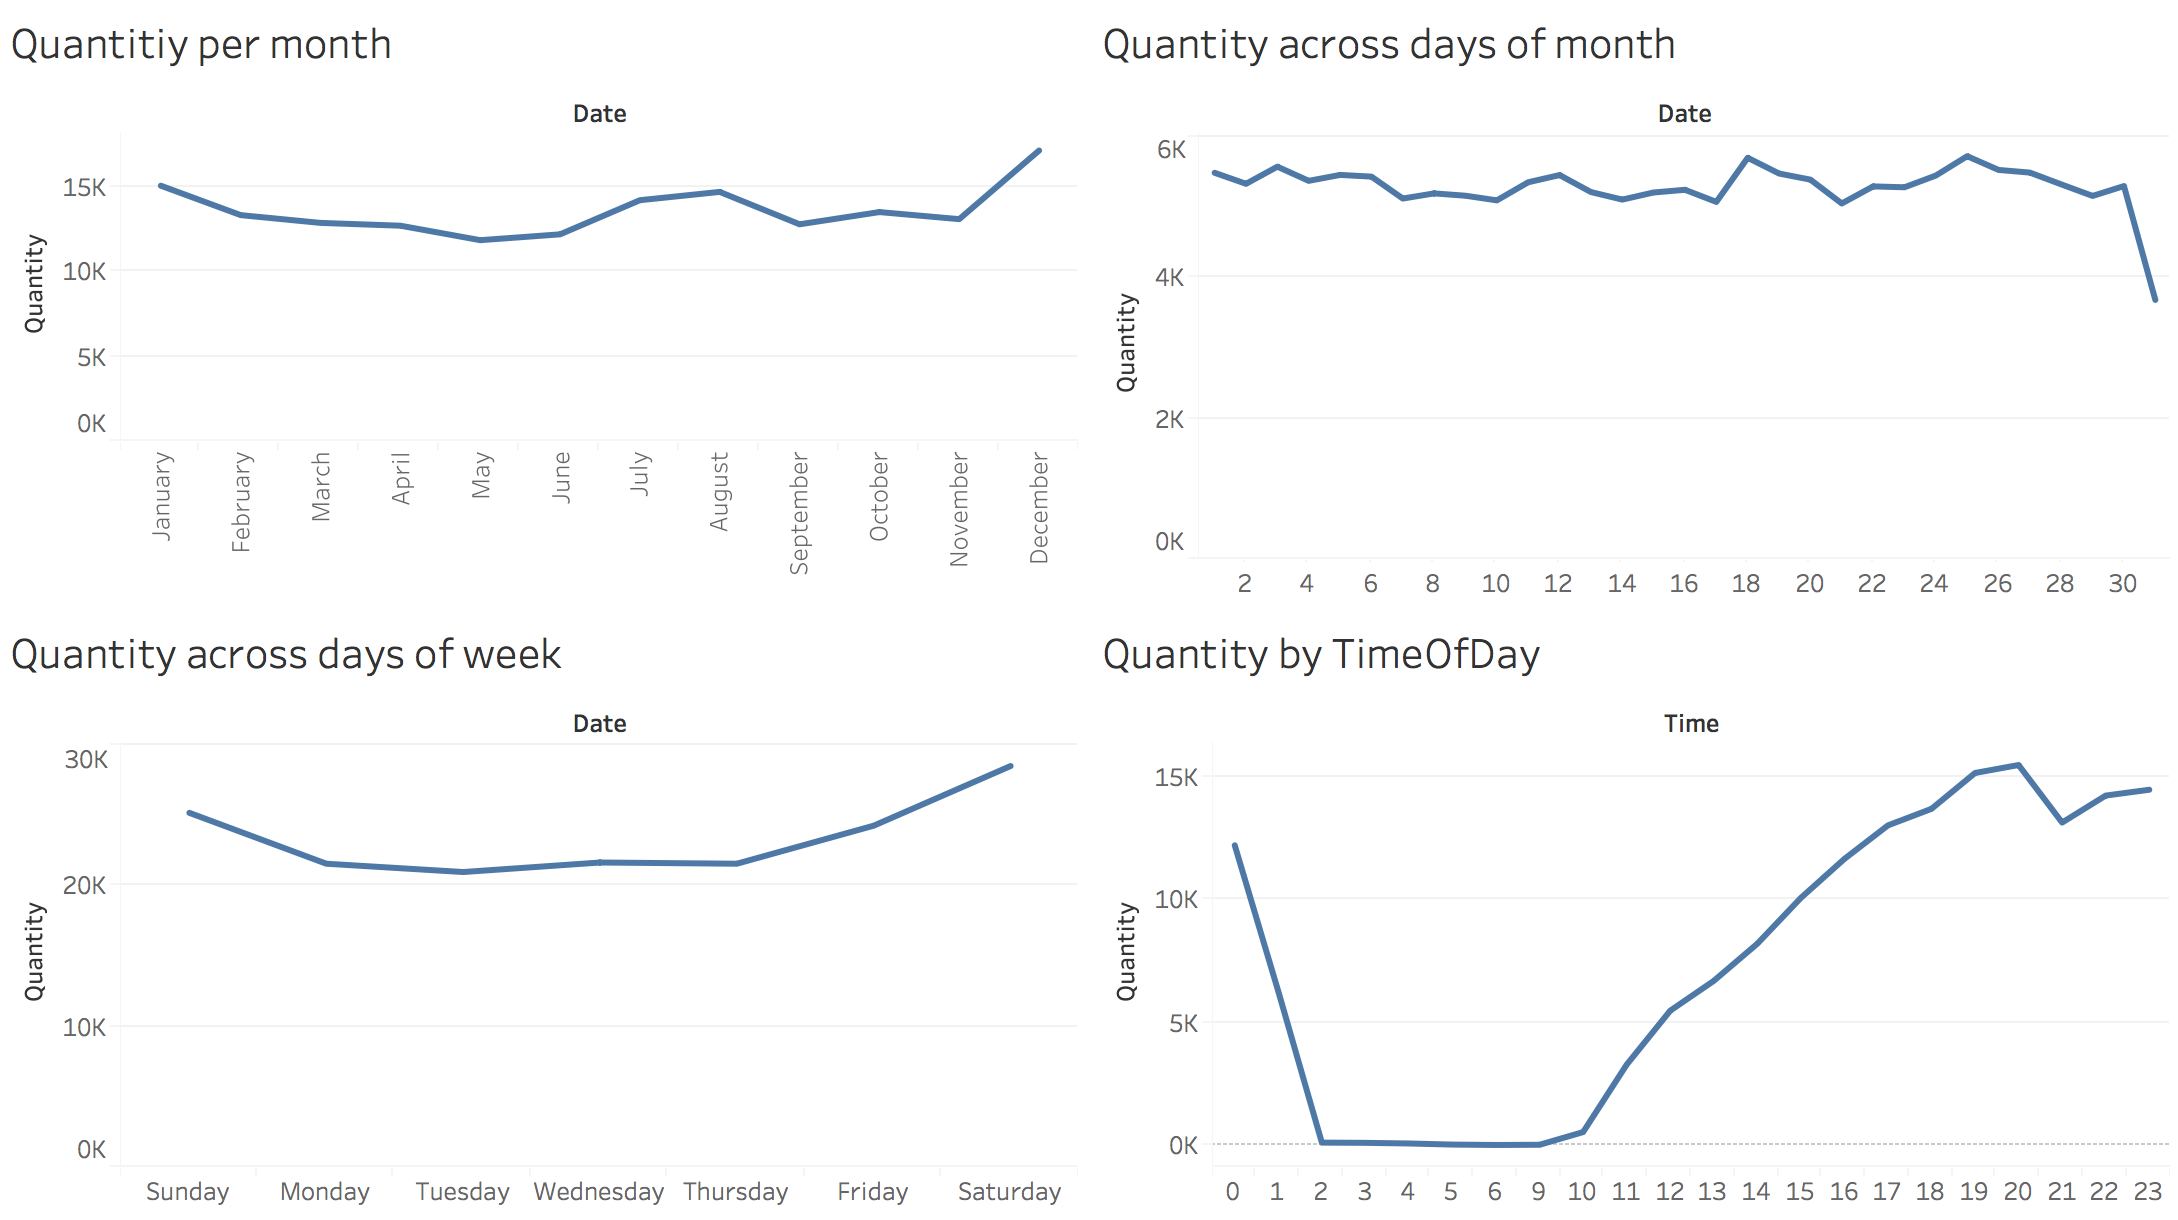 Quantitiy per month
Date
Quantity
15K
10K
5K
0K
January
February
March
April
May
June
July
August
September
October
November
December
Quantity across days of month
Date
Quantity
6K
4K
2K
0K
2 4 6 8 10 12 14 16 18 20 22 24 26 28 30
Quantity across days of week
Date
Quantity
30K
20K
10K
0K
Sunday Monday Tuesday Wednesday Thursday Friday Saturday
Quantity by TimeOfDay
Time
Quantity
15K
10K
5K
0K
0 1 2 3 4 5 6 9 10 11 12 13 14 15 16 17 18 19 20 21 22 23